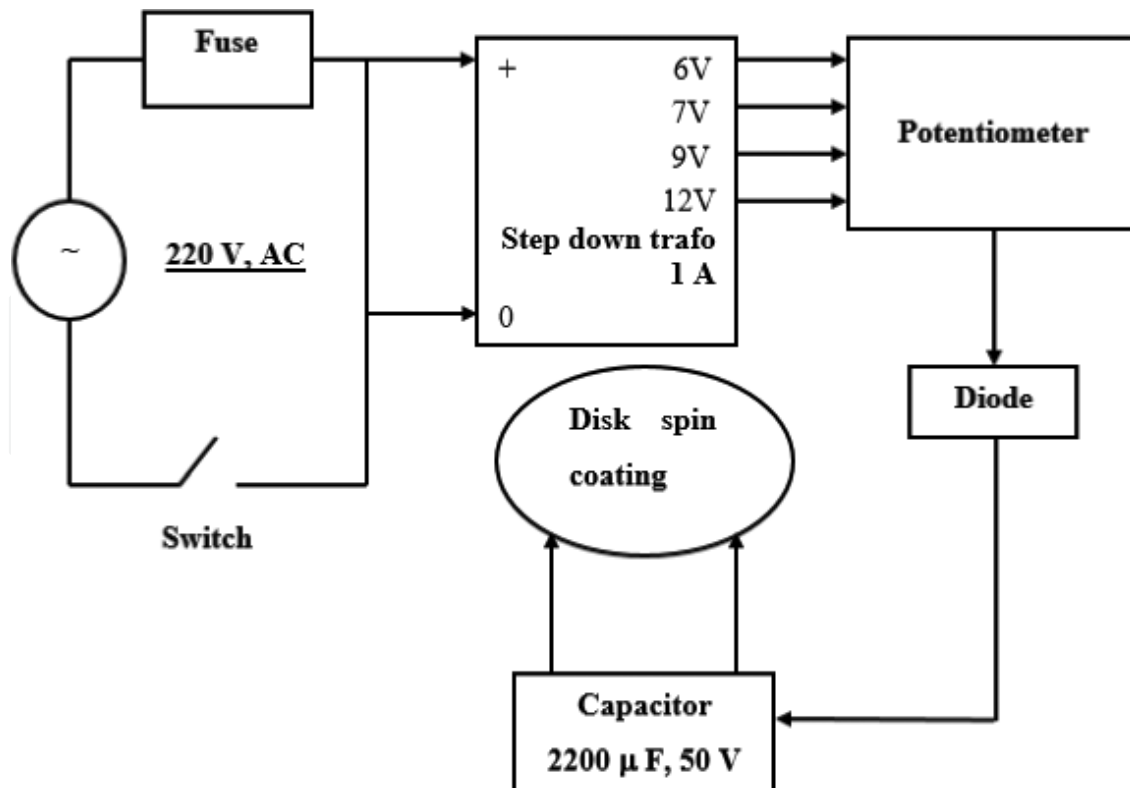 Fuse
+
6V
7V
Potentiometer
9V
12V
~
220 V, AC
Step down trafo
1 A
0
Diode
Disk spin
coating
Switch
Capacitor
2200 μ F, 50 V